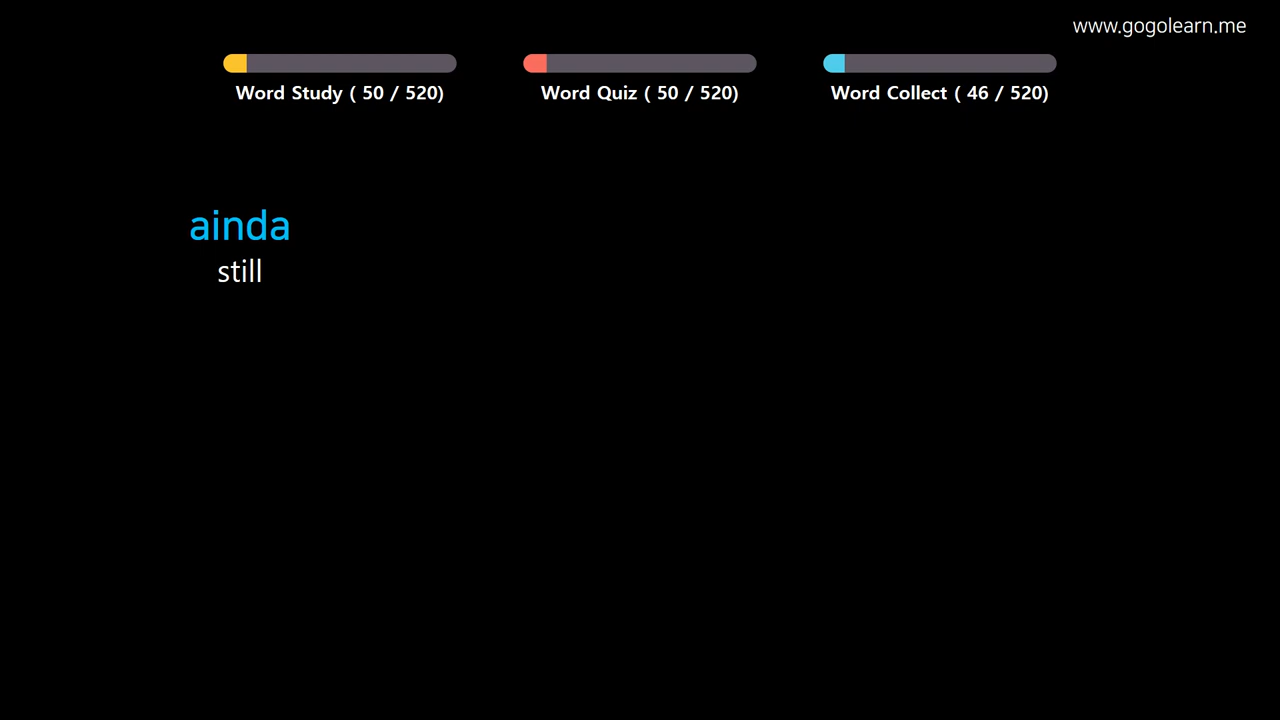 www.gogolearn.me
Word Study ( 50 / 520)
Word Quiz ( 50 / 520)
Word Collect ( 46 / 520)
ainda
still